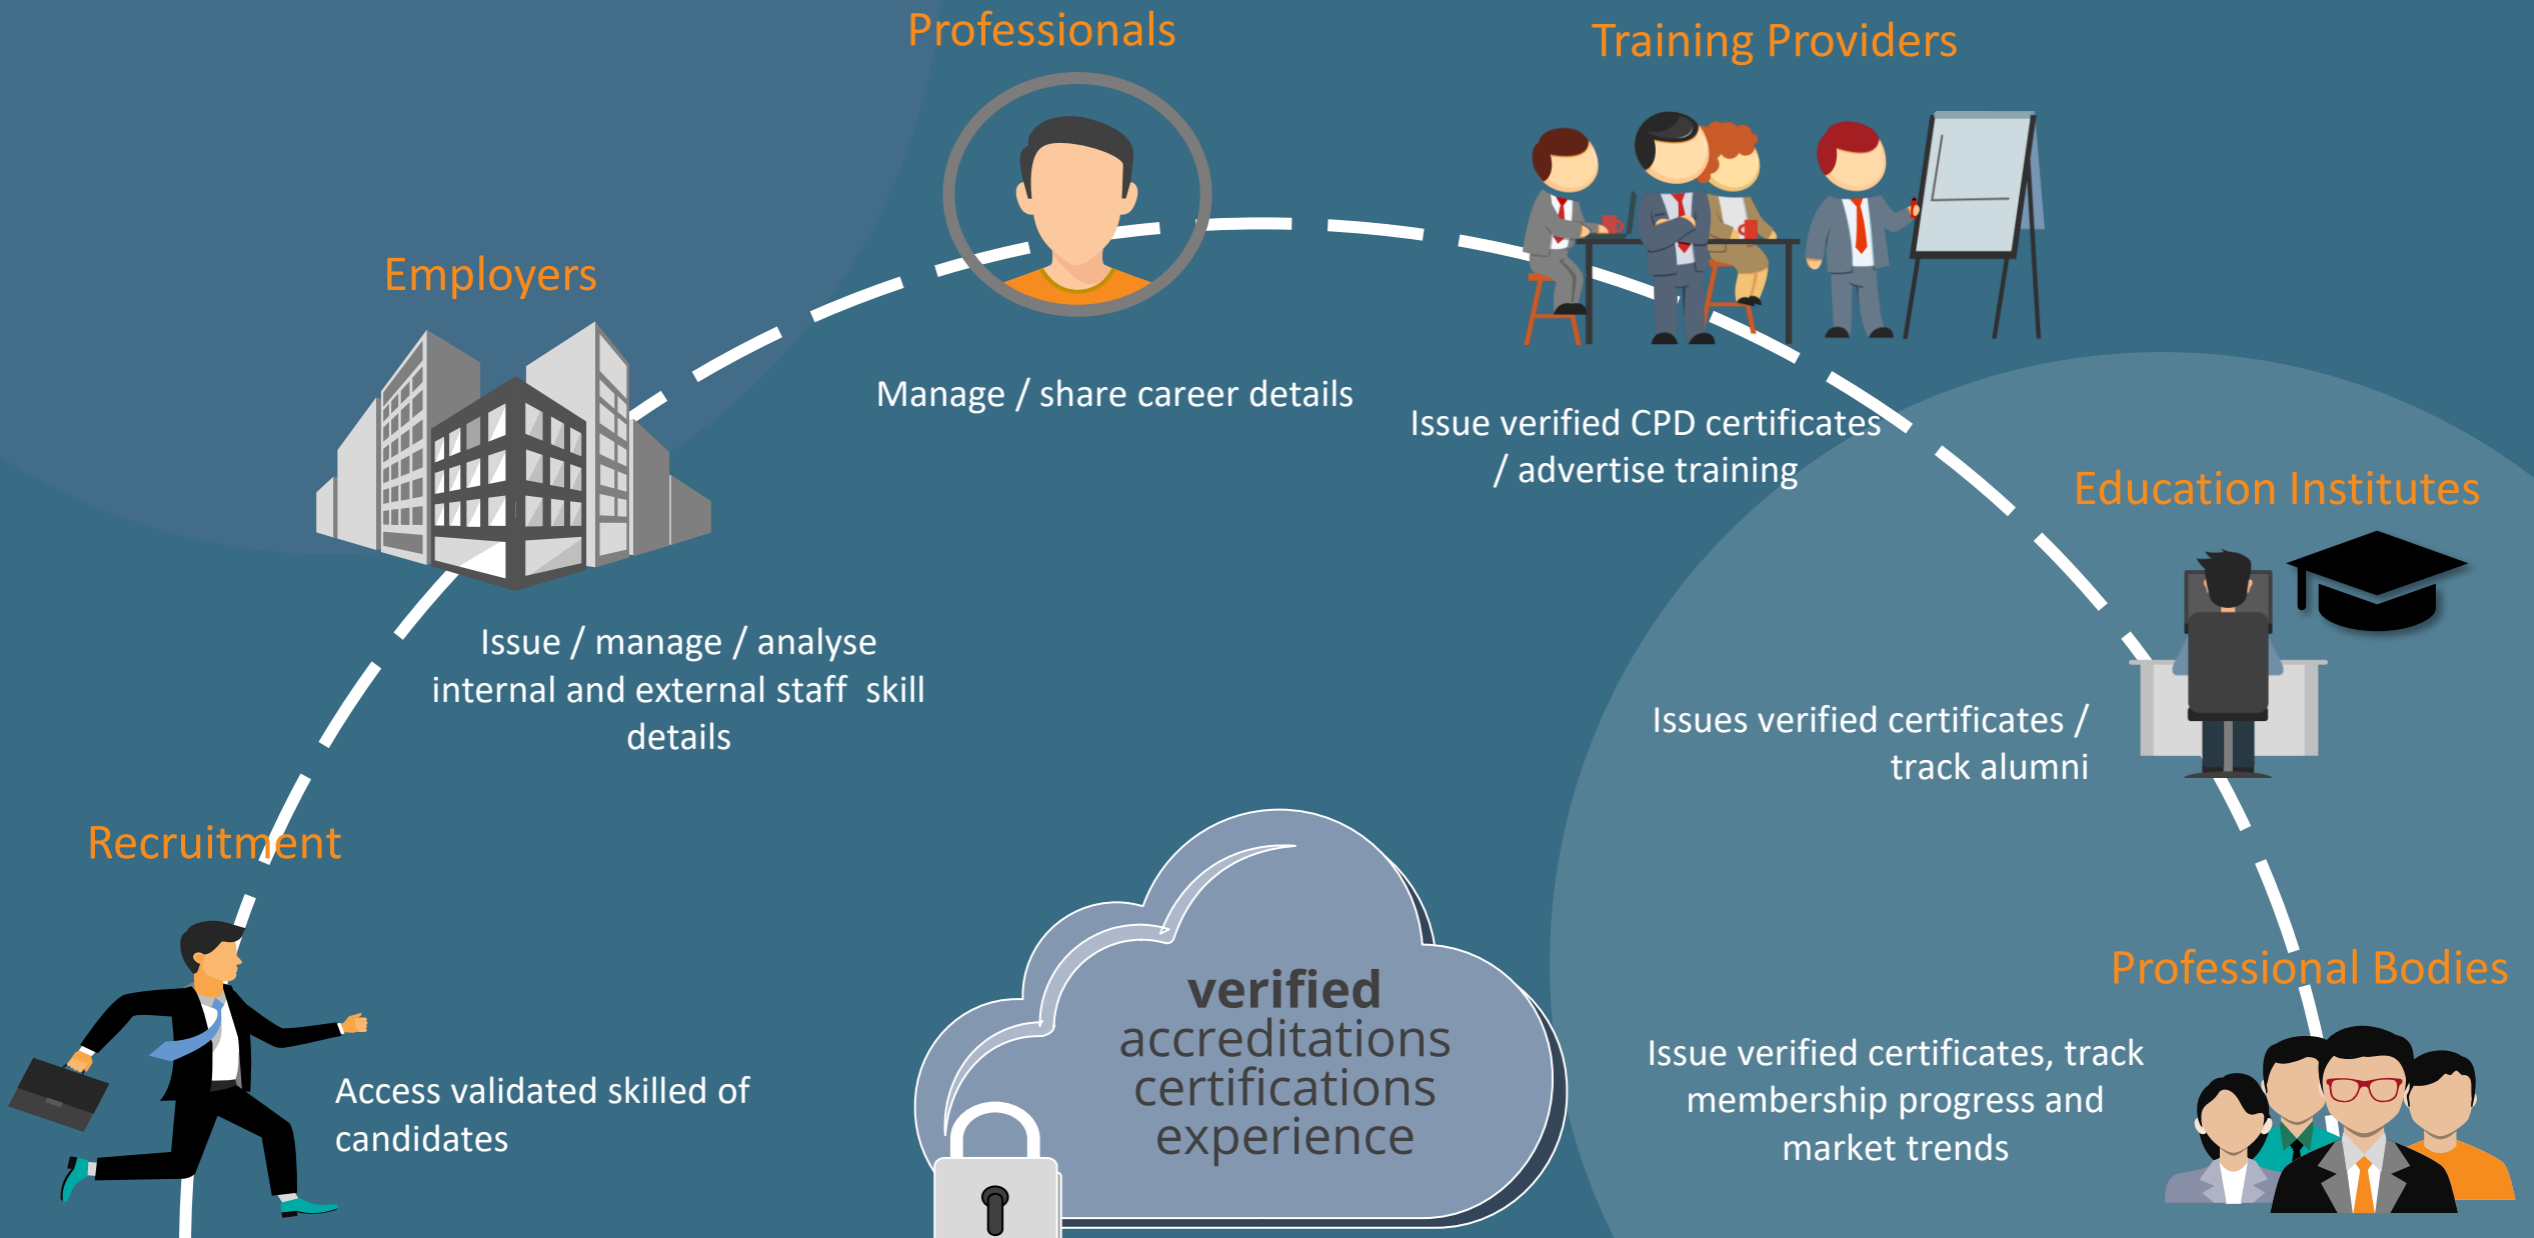 Professionals
Training Providers
Employers
Manage / share career details
Issue verified CPD certificates
/ advertise training
Education Institutes
Issue / manage / analyse
internal and external staff  skill
details
Issues verified certificates /
track alumni
Recruitment
Professional Bodies
verified
accreditations
certifications
experience
Access validated skilled of
candidates
Issue verified certificates, track
membership progress and
market trends